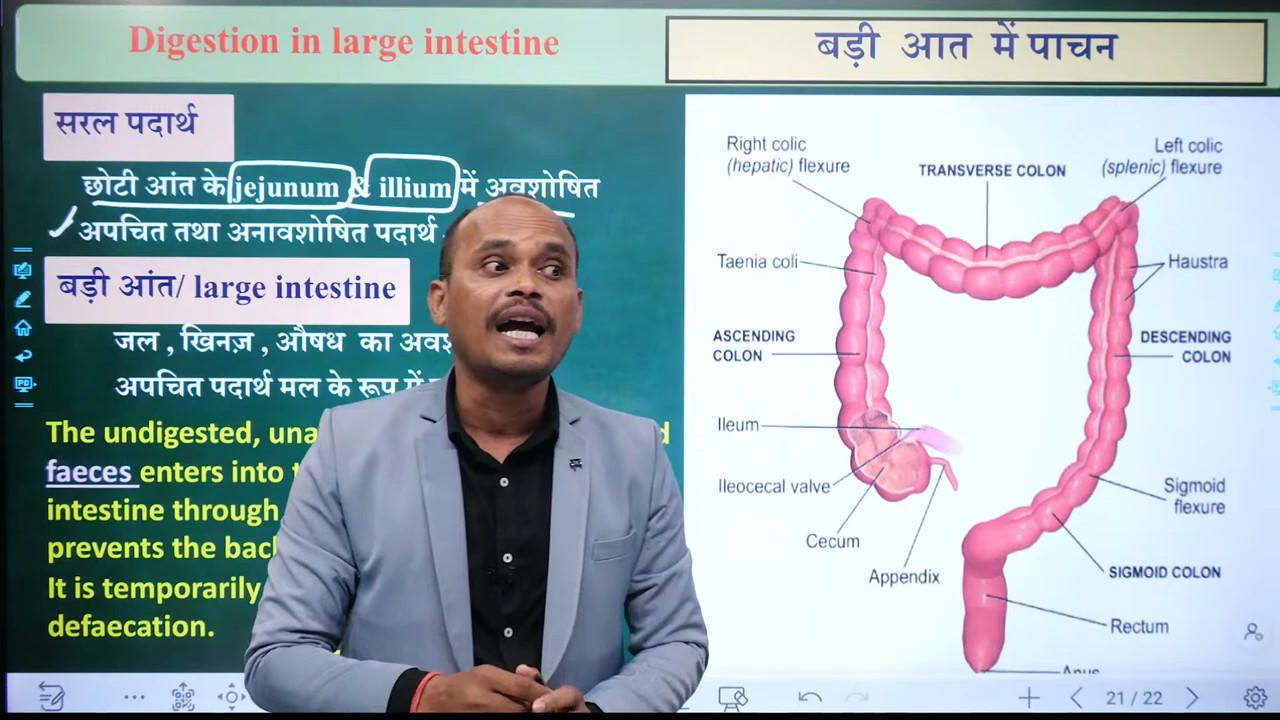 Digestion in large intestine
बड़ी आत में पाचन
सरल पदार्थ
छोटी आंत के jejunum & illium में अवशोषित
अपचित तथा अनावशोषित पदार्थ
बड़ी आंत/ large intestine
जल , खिनज़ , औषध का
अपचित पदार्थ मल के रूप में
The undigested,
faeces enters into
intestine through
prevents the
It is temporarily
defaecation.
Right colic
(hepatic) flexure
TRANSVERSE COLON
Left colic
(splenic) flexure
Taenia coli
Haustra
ASCENDING
COLON
DESCENDING
COLON
Ileum
Ileocecal valve
Sigmoid
flexure
Cecum
Appendix
SIGMOID COLON
Rectum
Anus
21 / 22